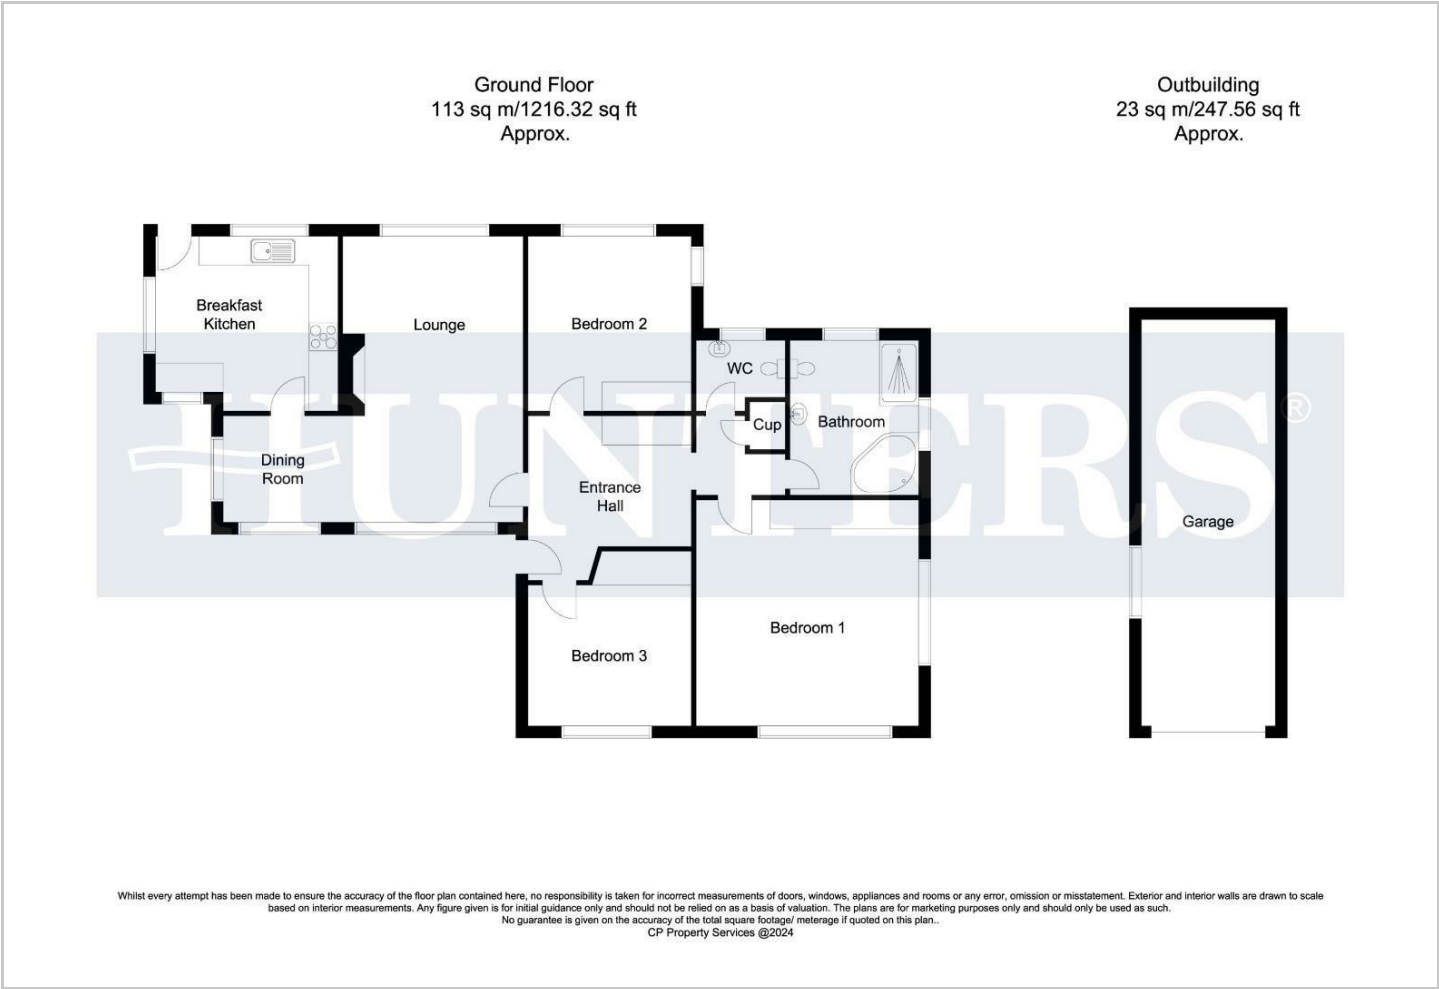 Ground Floor
113 sq m/1216.32 sq ft
Approx.
Outbuilding
23 sq m/247.56 sq ft
Approx.
Breakfast
Kitchen
Lounge
Bedroom 2
WC
Cup
Bathroom
Dining
Room
Entrance
Hall
HUNTERS®
Garage
Bedroom 1
Bedroom 3
Whilst every attempt has been made to ensure the accuracy of the floor plan contained here, no responsibility is taken for incorrect measurements of doors, windows, appliances and rooms or any error, omission or misstatement. Exterior and interior walls are drawn to scale
based on interior measurements. Any figure given is for initial guidance only and should not be relied on as a basis of valuation. The plans are for marketing purposes only and should only be used as such.
No guarantee is given on the accuracy of the total square footage/ meterage if quoted on this plan..
CP Property Services @2024